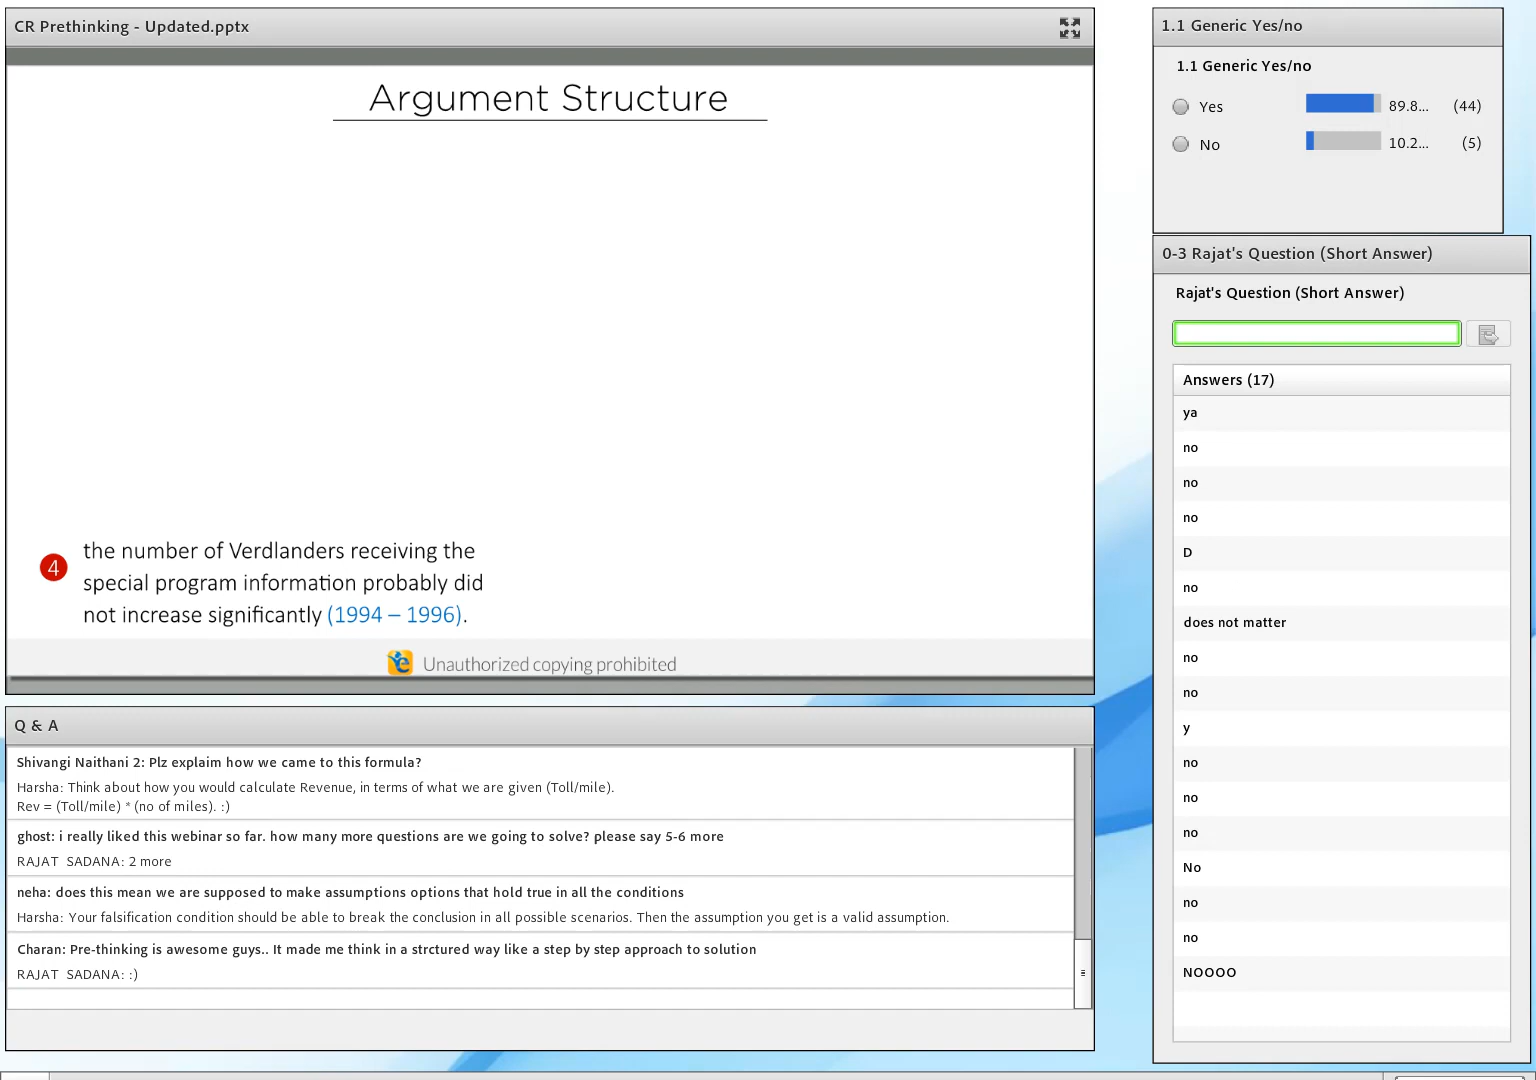 CR Prethinking - Updated.pptx
Argument Structure
4
the number of Verdlanders receiving the
special program information probably did
not increase significantly (1994 – 1996).
Unauthorized copying prohibited
Q & A
Shivangi Naithani 2: Plz explaim how we came to this formula?
Harsha: Think about how you would calculate Revenue, in terms of what we are given (Toll/mile).
Rev = (Toll/mile) * (no of miles). :)
ghost: i really liked this webinar so far. how many more questions are we going to solve? please say 5-6 more
RAJAT SADANA: 2 more
neha: does this mean we are supposed to make assumptions options that hold true in all the conditions
Harsha: Your falsification condition should be able to break the conclusion in all possible scenarios. Then the assumption you get is a valid assumption.
Charan: Pre-thinking is awesome guys.. It made me think in a strctured way like a step by step approach to solution
RAJAT SADANA: :)
1.1 Generic Yes/no
1.1 Generic Yes/no
Yes 89.8... (44)
No 10.2... (5)
0-3 Rajat's Question (Short Answer)
Rajat's Question (Short Answer)
Answers (17)
ya
no
no
no
D
no
does not matter
no
no
y
no
no
no
No
no
no
NOOOO